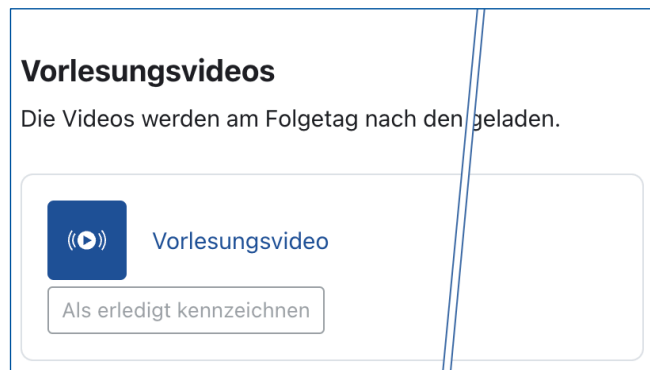 Vorlesungsvideos
Die Videos werden am Folgetag nach den geladen.
Vorlesungsvideo
Als erledigt kennzeichnen